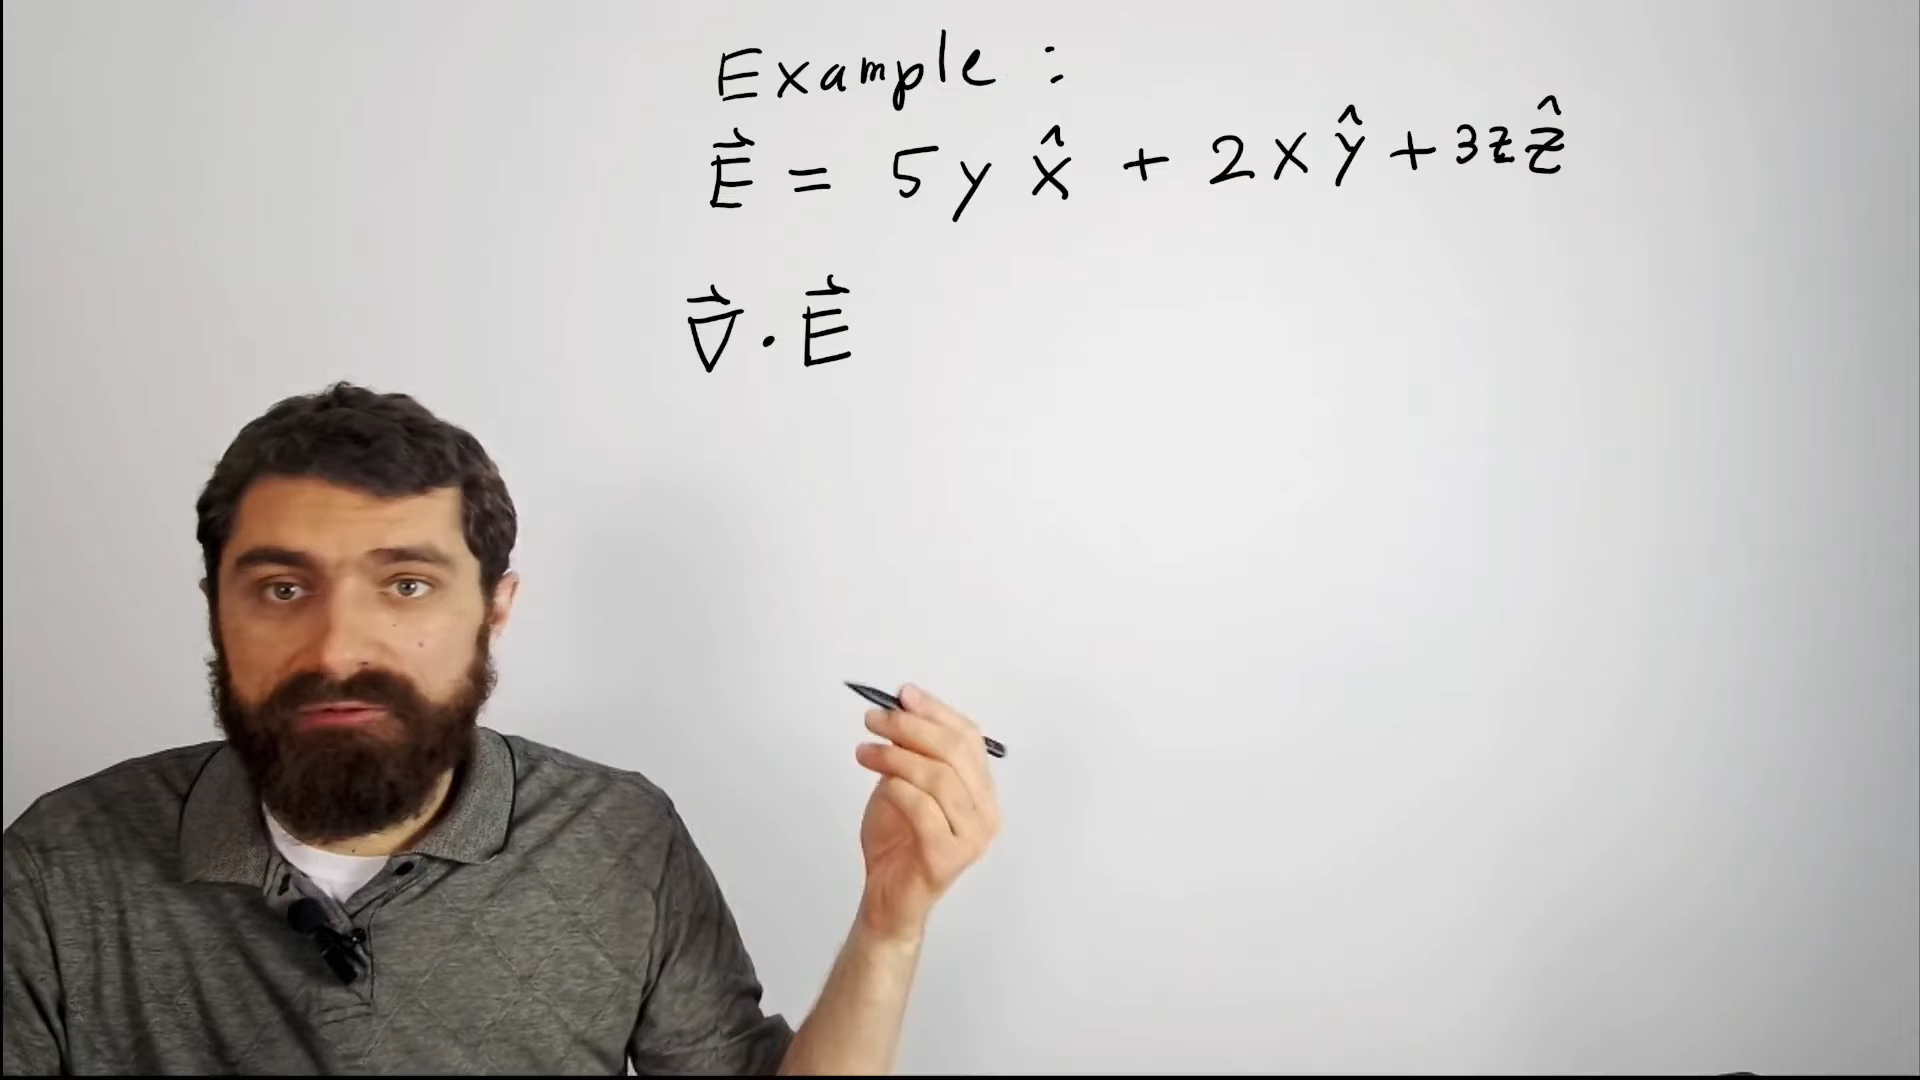 Example :
E⃗ = 5y x̂ + 2x ŷ + 3z ẑ
∇⃗ · E⃗